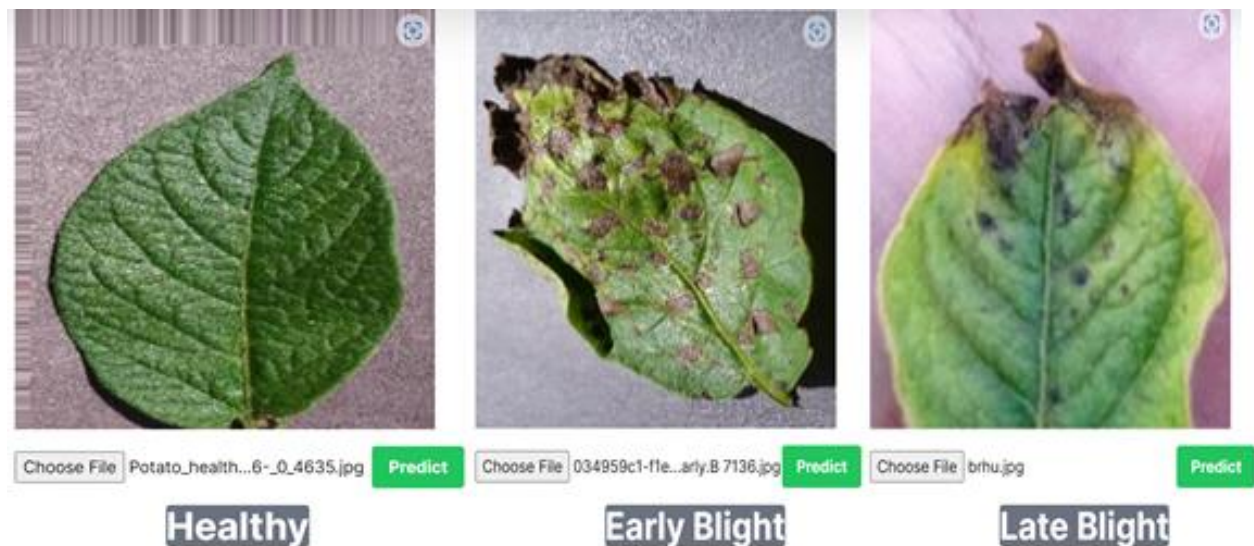 Choose File Potato_health...6-_0_4635.jpg Predict
Choose File 034959c1-f1e...arly.B 7136.jpg Predict
Choose File brhu.jpg Predict
Healthy
Early Blight
Late Blight